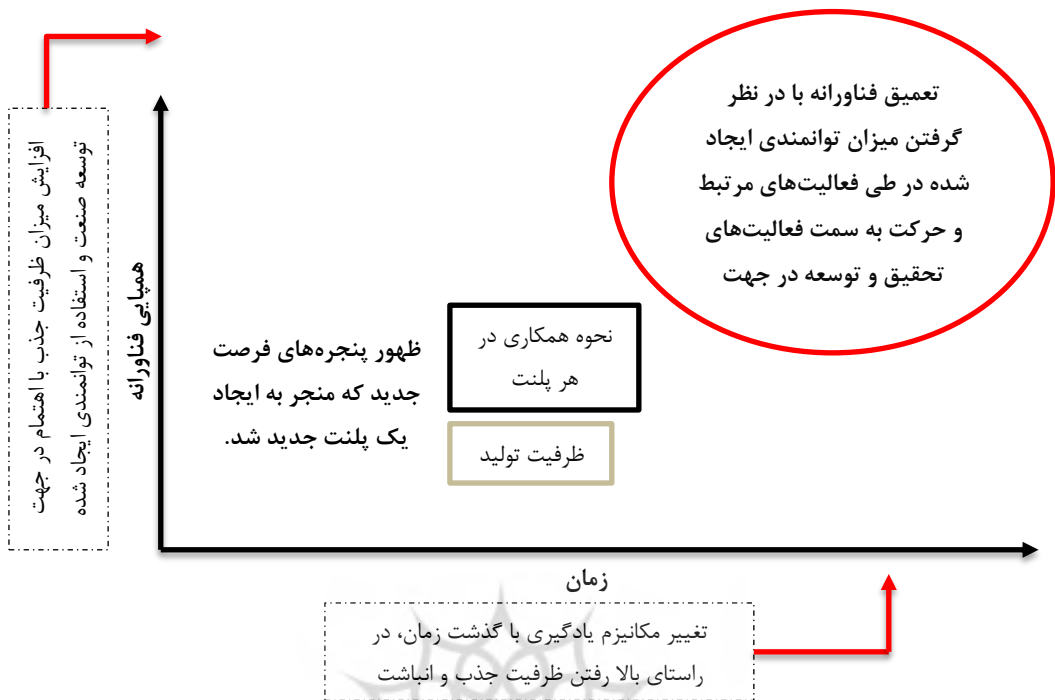 تعمیق فناورانه با در نظر
گرفتن میزان توانمندی ایجاد
شده در طی فعالیت‌های مرتبط
و حرکت به سمت فعالیت‌های
تحقیق و توسعه در جهت
افزایش میزان ظرفیت جذب با اهتمام در جهت
توسعه صنعت و استفاده از توانمندی ایجاد شده
همپایی فناورانه
نحوه همکاری در
هر پلنت
ظرفیت تولید
ظهور پنجره‌های فرصت
جدید که منجر به ایجاد
یک پلنت جدید شد.
زمان
تغییر مکانیزم یادگیری با گذشت زمان، در
راستای بالا رفتن ظرفیت جذب و انباشت